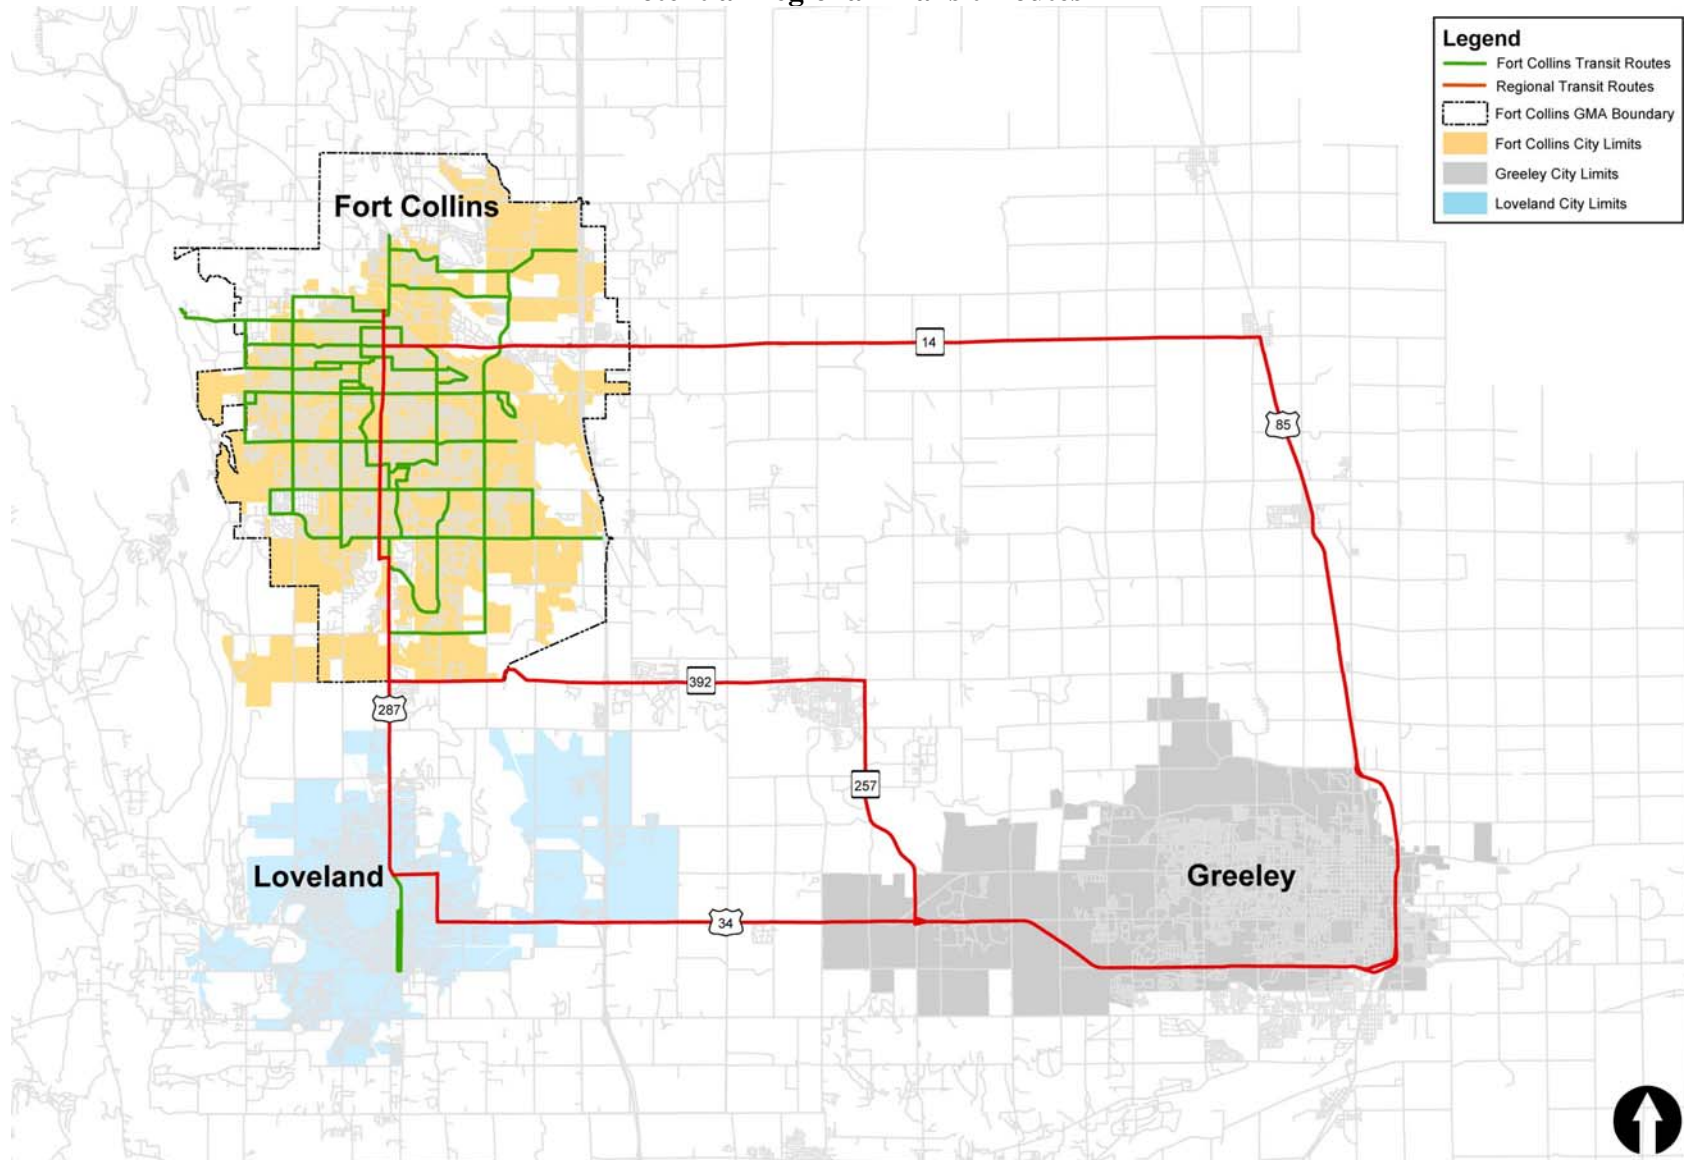 Legend
Fort Collins Transit Routes
Regional Transit Routes
Fort Collins GMA Boundary
Fort Collins City Limits
Greeley City Limits
Loveland City Limits
Fort Collins
14
85
392
287
257
Loveland
Greeley
34